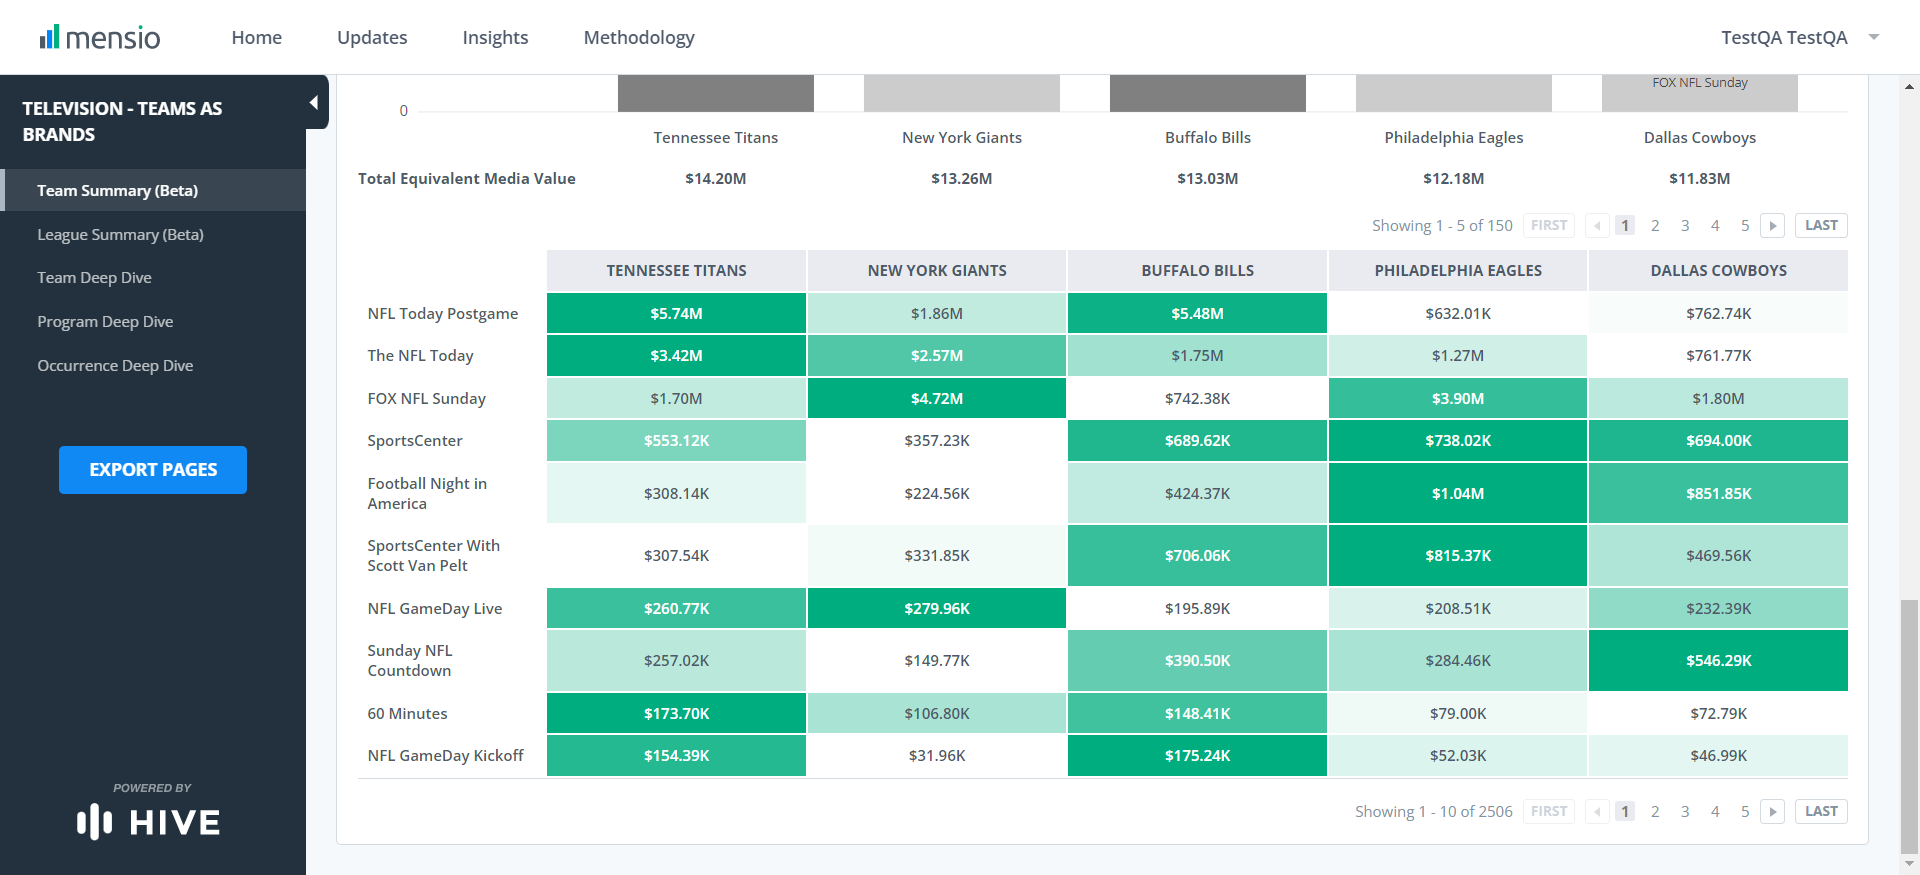 mensio
Home Updates Insights Methodology
TestQA TestQA
TELEVISION - TEAMS AS
BRANDS
Team Summary (Beta)
League Summary (Beta)
Team Deep Dive
Program Deep Dive
Occurrence Deep Dive
EXPORT PAGES
POWERED BY
HIVE
FOX NFL Sunday
0
Tennessee Titans New York Giants Buffalo Bills Philadelphia Eagles Dallas Cowboys
Total Equivalent Media Value $14.20M $13.26M $13.03M $12.18M $11.83M
Showing 1 - 5 of 150 FIRST 1 2 3 4 5 LAST
TENNESSEE TITANS NEW YORK GIANTS BUFFALO BILLS PHILADELPHIA EAGLES DALLAS COWBOYS
NFL Today Postgame $5.74M $1.86M $5.48M $632.01K $762.74K
The NFL Today $3.42M $2.57M $1.75M $1.27M $761.77K
FOX NFL Sunday $1.70M $4.72M $742.38K $3.90M $1.80M
SportsCenter $553.12K $357.23K $689.62K $738.02K $694.00K
Football Night in
America $308.14K $224.56K $424.37K $1.04M $851.85K
SportsCenter With
Scott Van Pelt $307.54K $331.85K $706.06K $815.37K $469.56K
NFL GameDay Live $260.77K $279.96K $195.89K $208.51K $232.39K
Sunday NFL
Countdown $257.02K $149.77K $390.50K $284.46K $546.29K
60 Minutes $173.70K $106.80K $148.41K $79.00K $72.79K
NFL GameDay Kickoff $154.39K $31.96K $175.24K $52.03K $46.99K
Showing 1 - 10 of 2506 FIRST 1 2 3 4 5 LAST